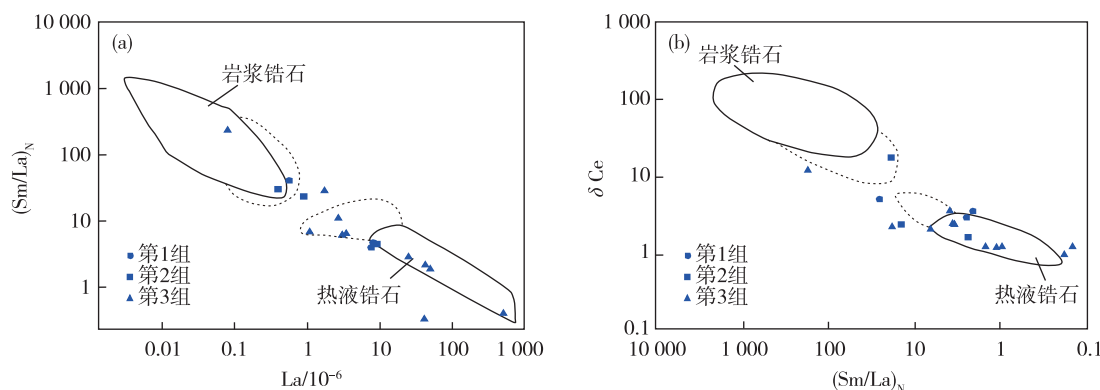 (a)
10 000
1 000
100
10
1
(Sm/La)N
岩浆锆石
热液锆石
第1组
第2组
第3组
0.01 0.1 1 10 100 1 000
La/10-6
(b)
1 000
100
10
1
0.1
δ Ce
岩浆锆石
热液锆石
第1组
第2组
第3组
10 000 1 000 100 10 1 0.1
(Sm/La)N